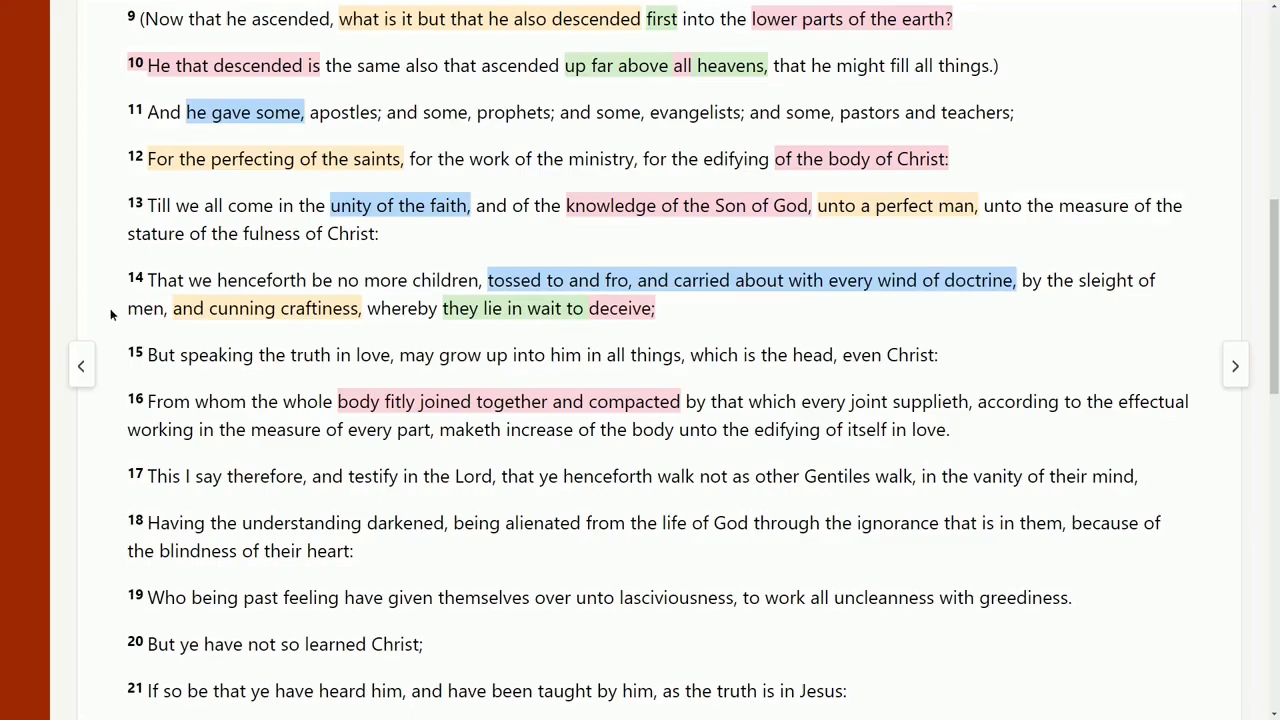 9 (Now that he ascended, what is it but that he also descended first into the lower parts of the earth?
10 He that descended is the same also that ascended up far above all heavens, that he might fill all things.)
11 And he gave some, apostles; and some, prophets; and some, evangelists; and some, pastors and teachers;
12 For the perfecting of the saints, for the work of the ministry, for the edifying of the body of Christ:
13 Till we all come in the unity of the faith, and of the knowledge of the Son of God, unto a perfect man, unto the measure of the
stature of the fulness of Christ:
14 That we henceforth be no more children, tossed to and fro, and carried about with every wind of doctrine, by the sleight of
men, and cunning craftiness, whereby they lie in wait to deceive;
15 But speaking the truth in love, may grow up into him in all things, which is the head, even Christ:
16 From whom the whole body fitly joined together and compacted by that which every joint supplieth, according to the effectual
working in the measure of every part, maketh increase of the body unto the edifying of itself in love.
17 This I say therefore, and testify in the Lord, that ye henceforth walk not as other Gentiles walk, in the vanity of their mind,
18 Having the understanding darkened, being alienated from the life of God through the ignorance that is in them, because of
the blindness of their heart:
19 Who being past feeling have given themselves over unto lasciviousness, to work all uncleanness with greediness.
20 But ye have not so learned Christ;
21 If so be that ye have heard him, and have been taught by him, as the truth is in Jesus: